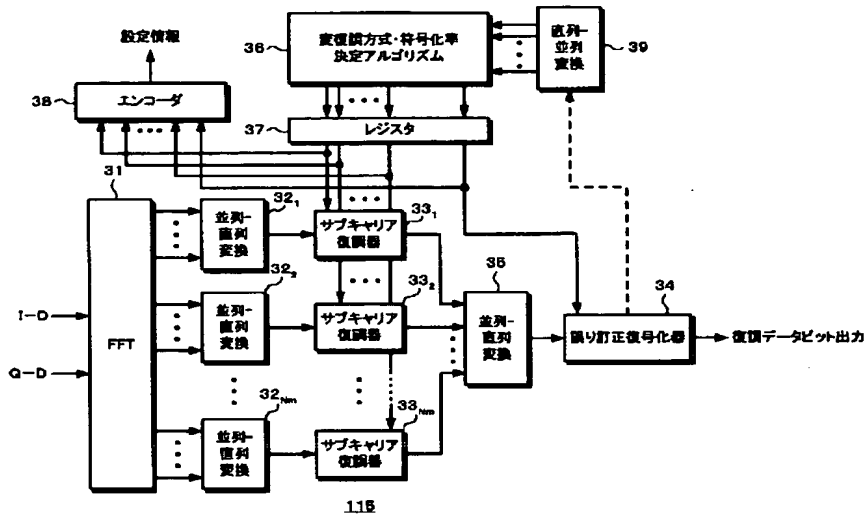 設定情報
38
エンコーダ
36
変復調方式・符号化率
決定アルゴリズム
直列−
並列
変換
39
37
レジスタ
31
FFT
I−D
Q−D
32₁
並列−
直列
変換
33₁
サブキャリア
復調器
32₂
並列−
直列
変換
33₂
サブキャリア
復調器
32Nm
並列−
直列
変換
33Nm
サブキャリア
復調器
35
並列−
直列
変換
34
誤り訂正復号化器
復調データビット出力
115